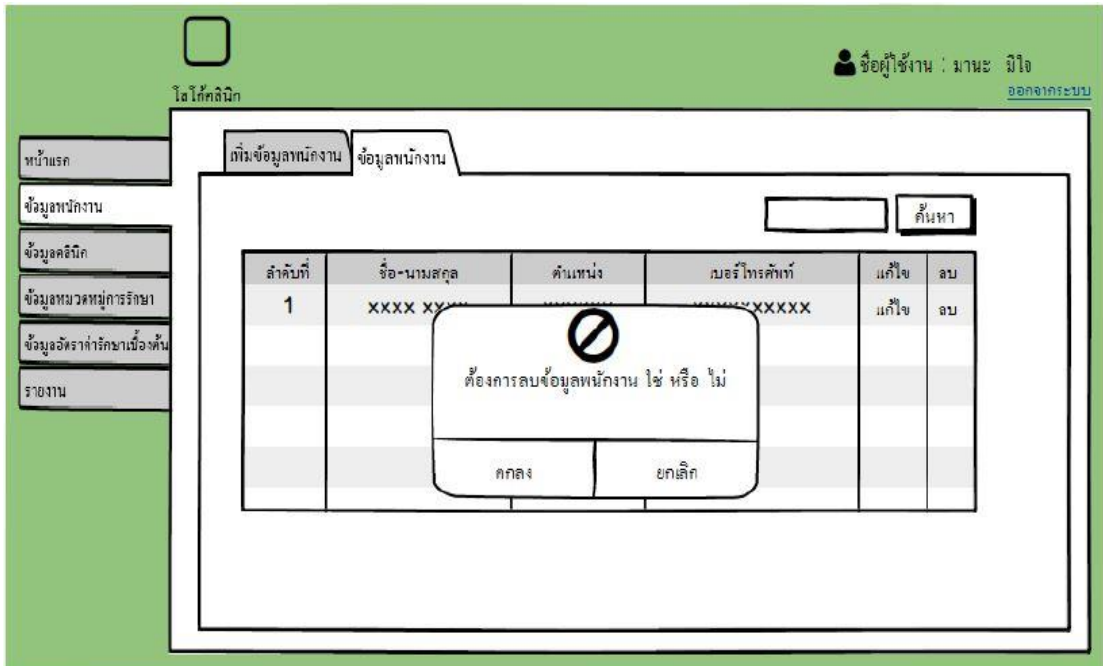 ชื่อผู้ใช้งาน : มานะ มีใจ
ออกจากระบบ
โลโก้คลินิก
หน้าแรก
ข้อมูลพนักงาน
ข้อมูลคลินิก
ข้อมูลหมวดหมู่การรักษา
ข้อมูลอัตราค่ารักษาเบื้องต้น
รายงาน
เพิ่มข้อมูลพนักงาน ข้อมูลพนักงาน
ค้นหา
ลำดับที่ ชื่อ-นามสกุล ตำแหน่ง เบอร์โทรศัพท์ แก้ไข ลบ
1 xxxx แก้ไข ลบ
ต้องการลบข้อมูลพนักงาน ใช่ หรือ ไม่
ตกลง ยกเลิก